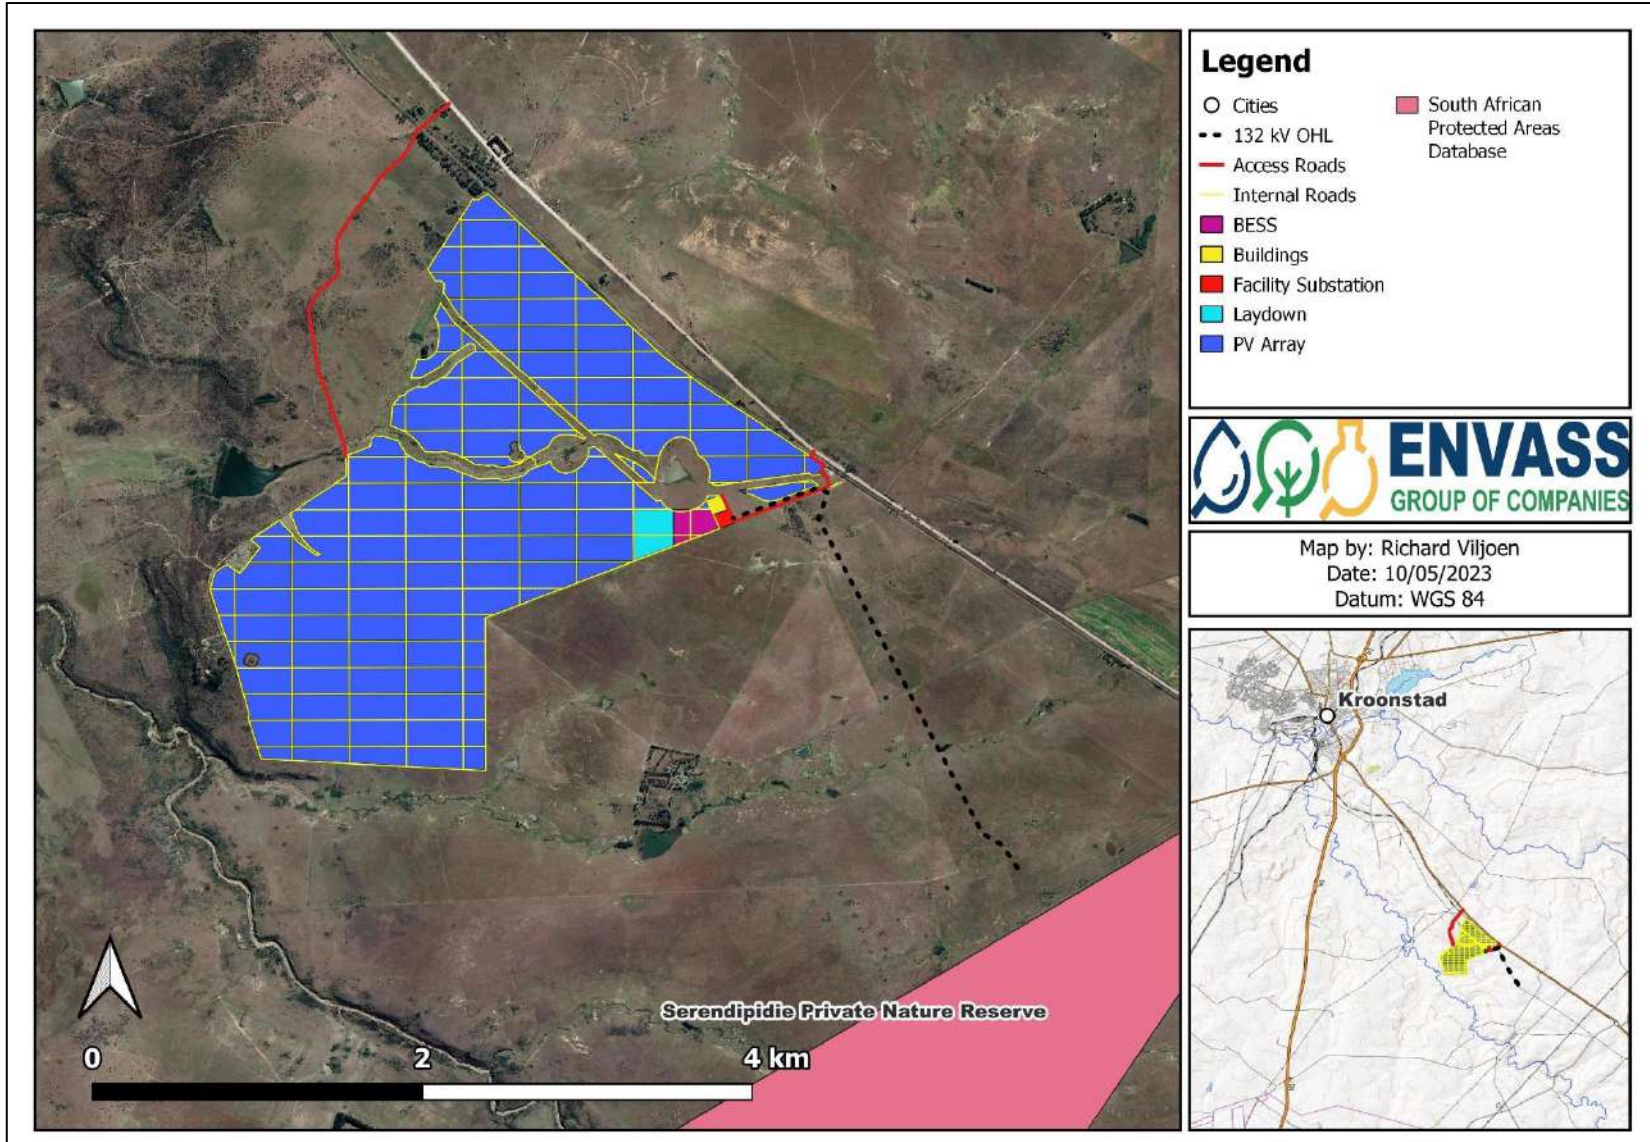 Legend
Cities
132 kV OHL
Access Roads
Internal Roads
BESS
Buildings
Facility Substation
Laydown
PV Array
South African
Protected Areas
Database
ENVASS
GROUP OF COMPANIES
Map by: Richard Viljoen
Date: 10/05/2023
Datum: WGS 84
Kroonstad
Serendipidie Private Nature Reserve
0 2 4 km